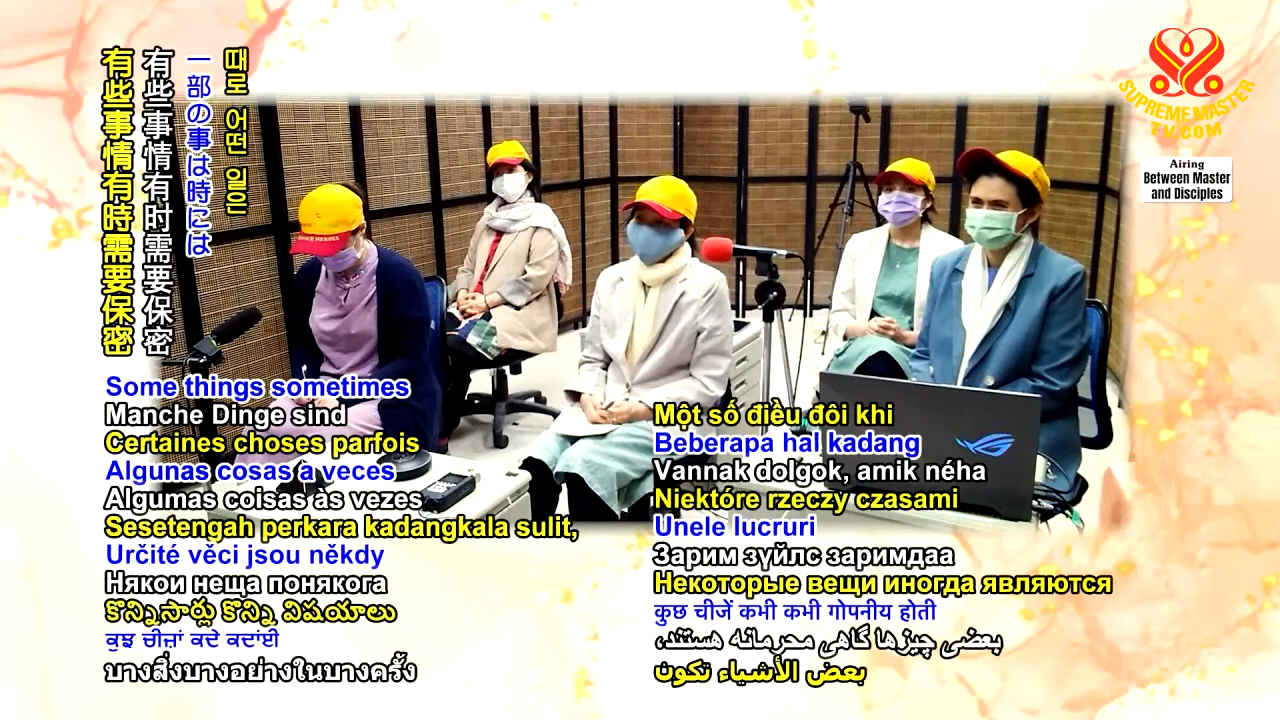 有些事情有時需要保密
有些事情有时需要保密
一部の事は時には
때로 어떤 일은
SUPREME MASTER
TV.COM
Airing
Between Master
and Disciples
Some things sometimes
Manche Dinge sind
Certaines choses parfois
Algunas cosas a veces
Algumas coisas às vezes
Sesetengah perkara kadangkala sulit,
Určité věci jsou někdy
Някои неща понякога
కొన్నిసార్లు కొన్ని విషయాలు
ਕੁਝ ਚੀਜ਼ਾਂ ਕਦੇ ਕਦਾਂਈ
บางสิ่งบางอย่างในบางครั้ง
Một số điều đôi khi
Beberapa hal kadang
Vannak dolgok, amik néha
Niektóre rzeczy czasami
Unele lucruri
Зарим зүйлс заримдаа
Некоторые вещи иногда являются
कुछ चीजें कभी कभी गोपनीय होती
بعضی چیزها گاهی محرمانه هستند،
بعض الأشياء تكون